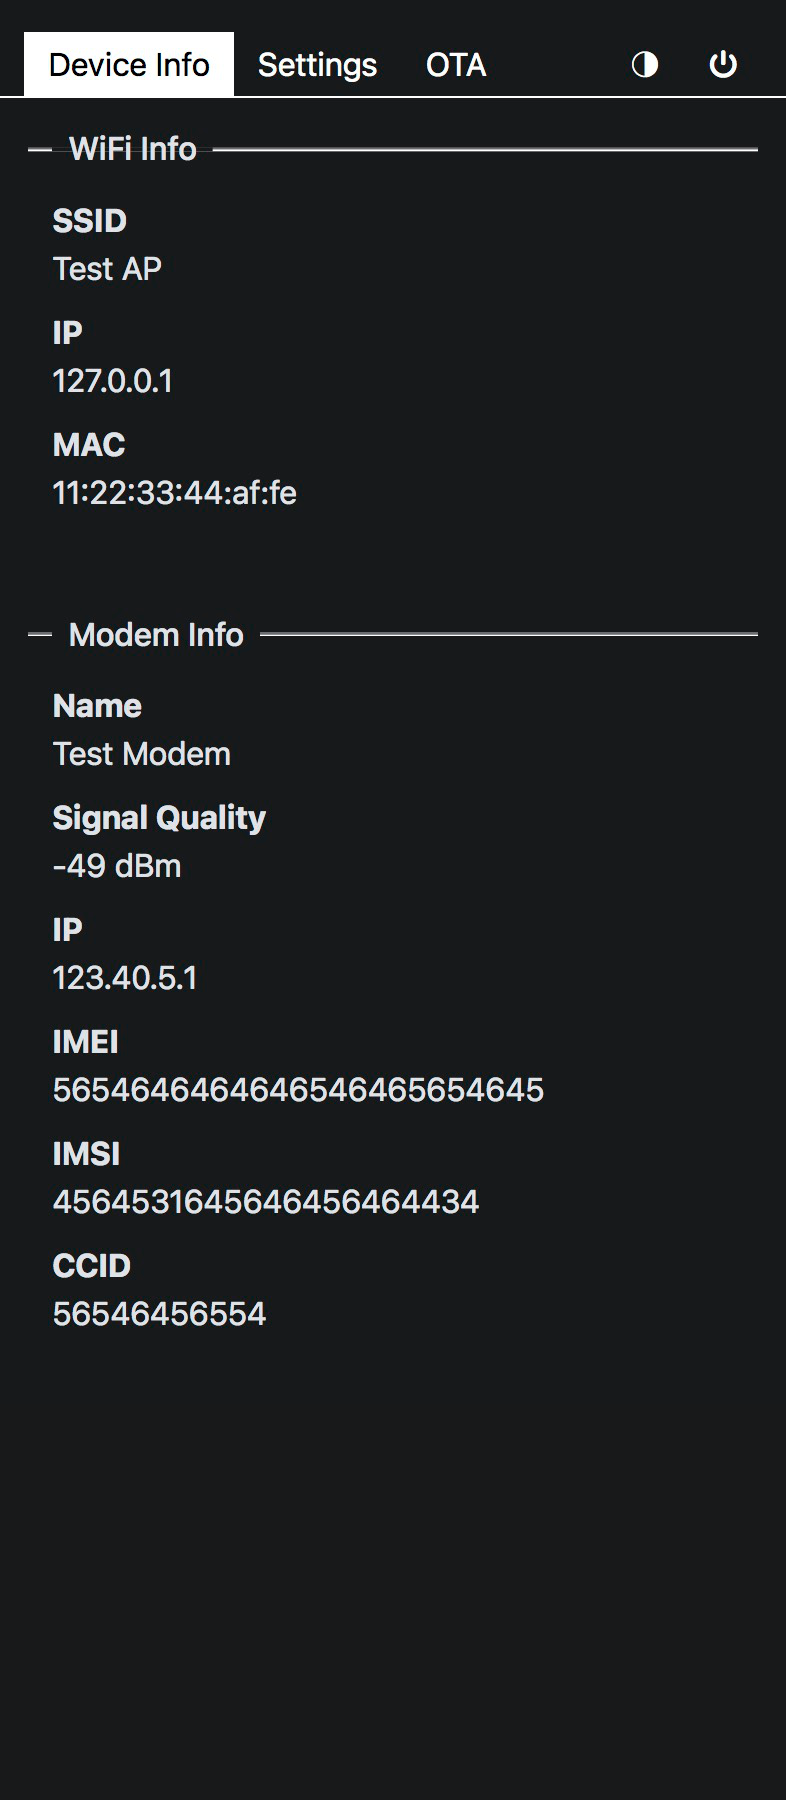 Device Info Settings OTA
WiFi Info
SSID
Test AP
IP
127.0.0.1
MAC
11:22:33:44:af:fe
Modem Info
Name
Test Modem
Signal Quality
-49 dBm
IP
123.40.5.1
IMEI
5654646464646546465654645
IMSI
4564531645646456464434
CCID
56546456554